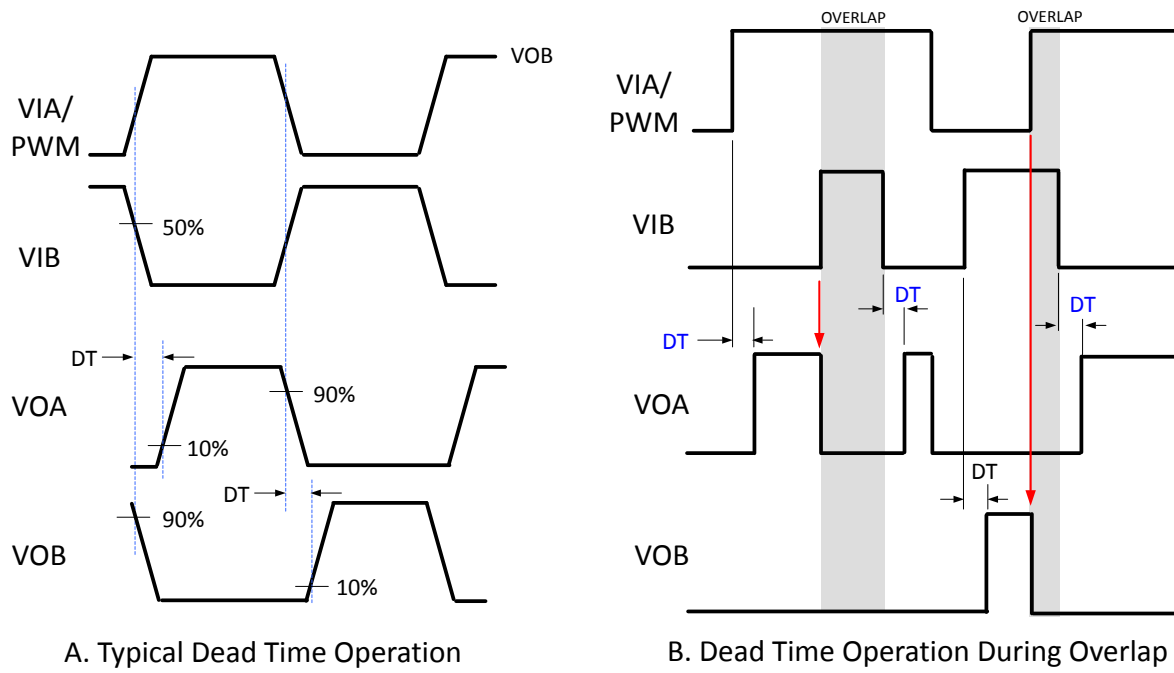 VOB
VIA/
PWM
50%
VIB
DT
VOA
90%
10%
DT
90%
VOB
10%
A. Typical Dead Time Operation
OVERLAP
OVERLAP
VIA/
PWM
VIB
DT
DT
DT
VOA
DT
VOB
B. Dead Time Operation During Overlap